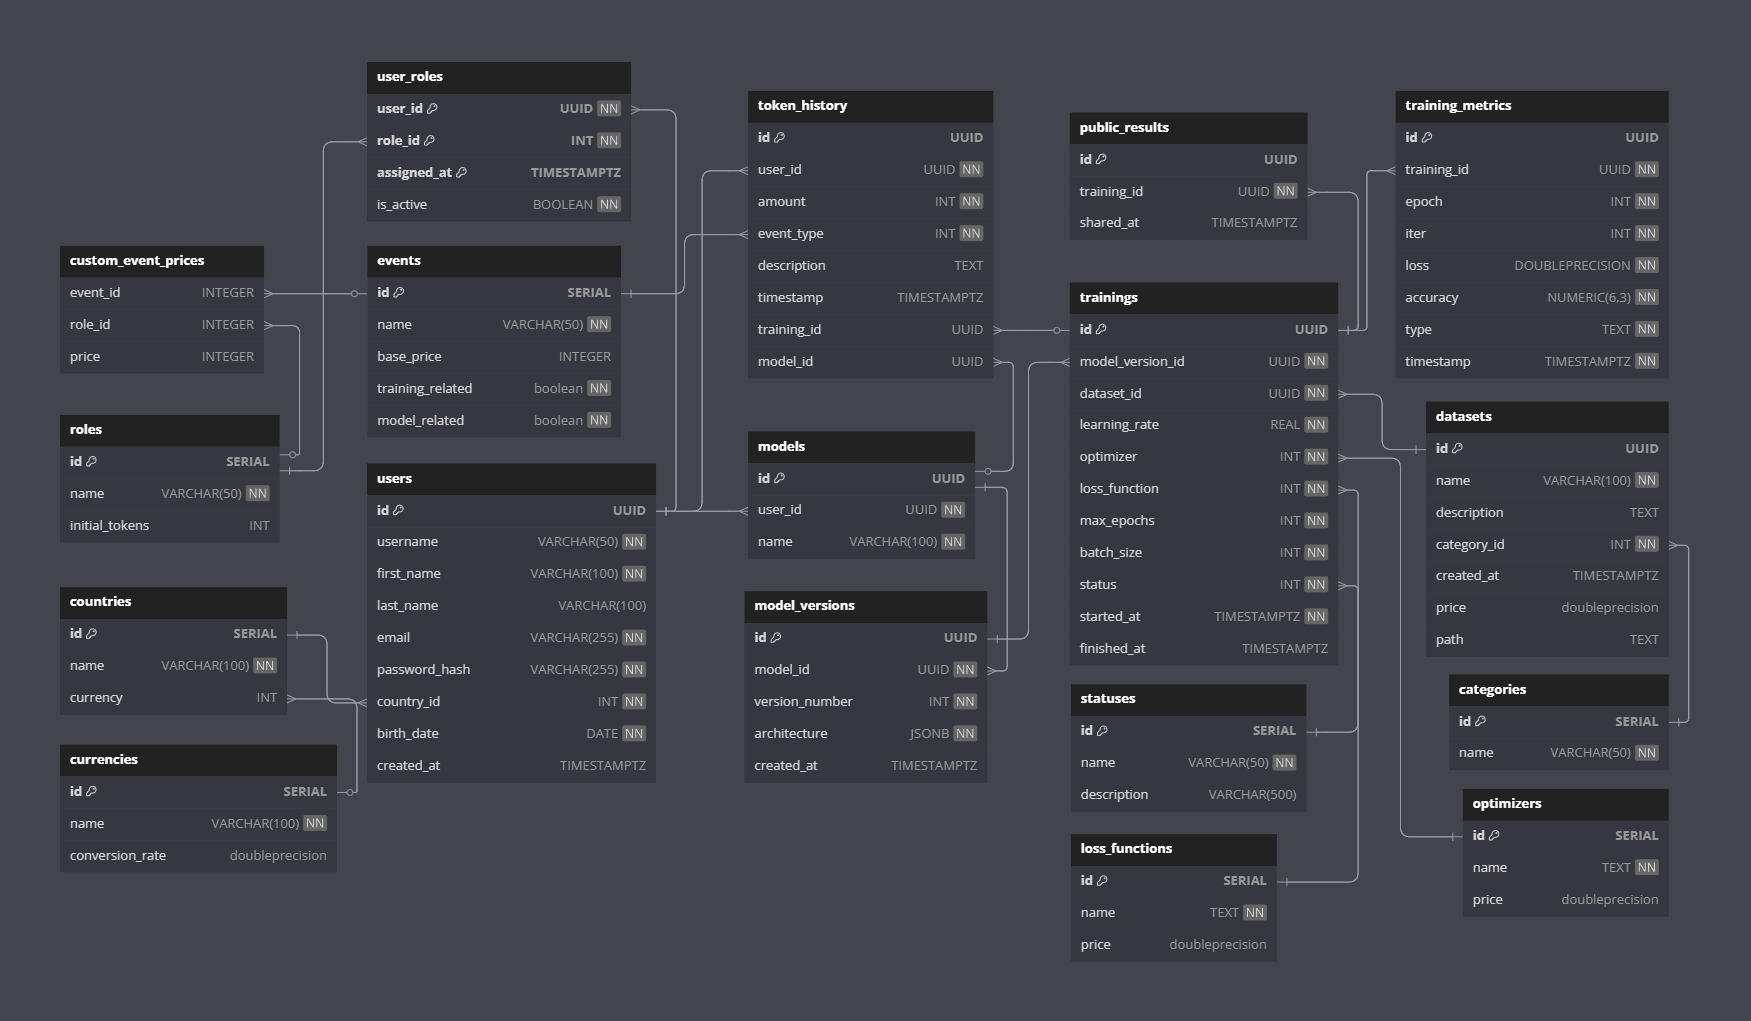 user_roles
user_id UUID NN
role_id INT NN
assigned_at TIMESTAMPTZ
is_active BOOLEAN NN
custom_event_prices
event_id INTEGER
role_id INTEGER
price INTEGER
events
id SERIAL
name VARCHAR(50) NN
base_price INTEGER
training_related boolean NN
model_related boolean NN
roles
id SERIAL
name VARCHAR(50) NN
initial_tokens INT
users
id UUID
username VARCHAR(50) NN
first_name VARCHAR(100) NN
last_name VARCHAR(100)
email VARCHAR(255) NN
password_hash VARCHAR(255) NN
country_id INT NN
birth_date DATE NN
created_at TIMESTAMPTZ
countries
id SERIAL
name VARCHAR(100) NN
currency INT
currencies
id SERIAL
name VARCHAR(100) NN
conversion_rate doubleprecision
token_history
id UUID
user_id UUID NN
amount INT NN
event_type INT NN
description TEXT
timestamp TIMESTAMPTZ
training_id UUID
model_id UUID
models
id UUID
user_id UUID NN
name VARCHAR(100) NN
model_versions
id UUID
model_id UUID NN
version_number INT NN
architecture JSONB NN
created_at TIMESTAMPTZ
public_results
id UUID
training_id UUID NN
shared_at TIMESTAMPTZ
trainings
id UUID
model_version_id UUID NN
dataset_id UUID NN
learning_rate REAL NN
optimizer INT NN
loss_function INT NN
max_epochs INT NN
batch_size INT NN
status INT NN
started_at TIMESTAMPTZ NN
finished_at TIMESTAMPTZ
statuses
id SERIAL
name VARCHAR(50) NN
description VARCHAR(500)
loss_functions
id SERIAL
name TEXT NN
price doubleprecision
training_metrics
id UUID
training_id UUID NN
epoch INT NN
iter INT NN
loss DOUBLEPRECISION NN
accuracy NUMERIC(6,3) NN
type TEXT NN
timestamp TIMESTAMPTZ NN
datasets
id UUID
name VARCHAR(100) NN
description TEXT
category_id INT NN
created_at TIMESTAMPTZ
price doubleprecision
path TEXT
categories
id SERIAL
name VARCHAR(50) NN
optimizers
id SERIAL
name TEXT NN
price doubleprecision